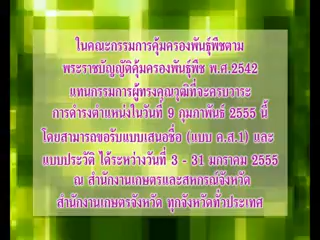 ในคณะกรรมการคุ้มครองพันธุ์พืชตาม
พระราชบัญญัติคุ้มครองพันธุ์พืช พ.ศ.2542
แทนกรรมการผู้ทรงคุณวุฒิที่จะครบวาระ
การดำรงตำแหน่งในวันที่ 9 กุมภาพันธ์ 2555 นี้
โดยสามารถขอรับแบบเสนอชื่อ (แบบ ค.ส.1) และ
แบบประวัติ ได้ระหว่างวันที่ 3 - 31 มกราคม 2555
ณ สำนักงานเกษตรและสหกรณ์จังหวัด
สำนักงานเกษตรจังหวัด ทุกจังหวัดทั่วประเทศ